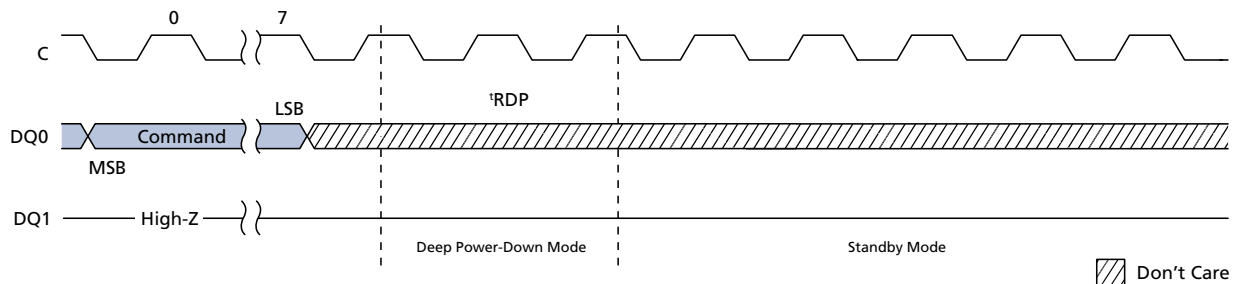 0 7
C
tRDP
LSB
DQ0 Command
MSB
DQ1 High-Z
Deep Power-Down Mode Standby Mode
Don't Care